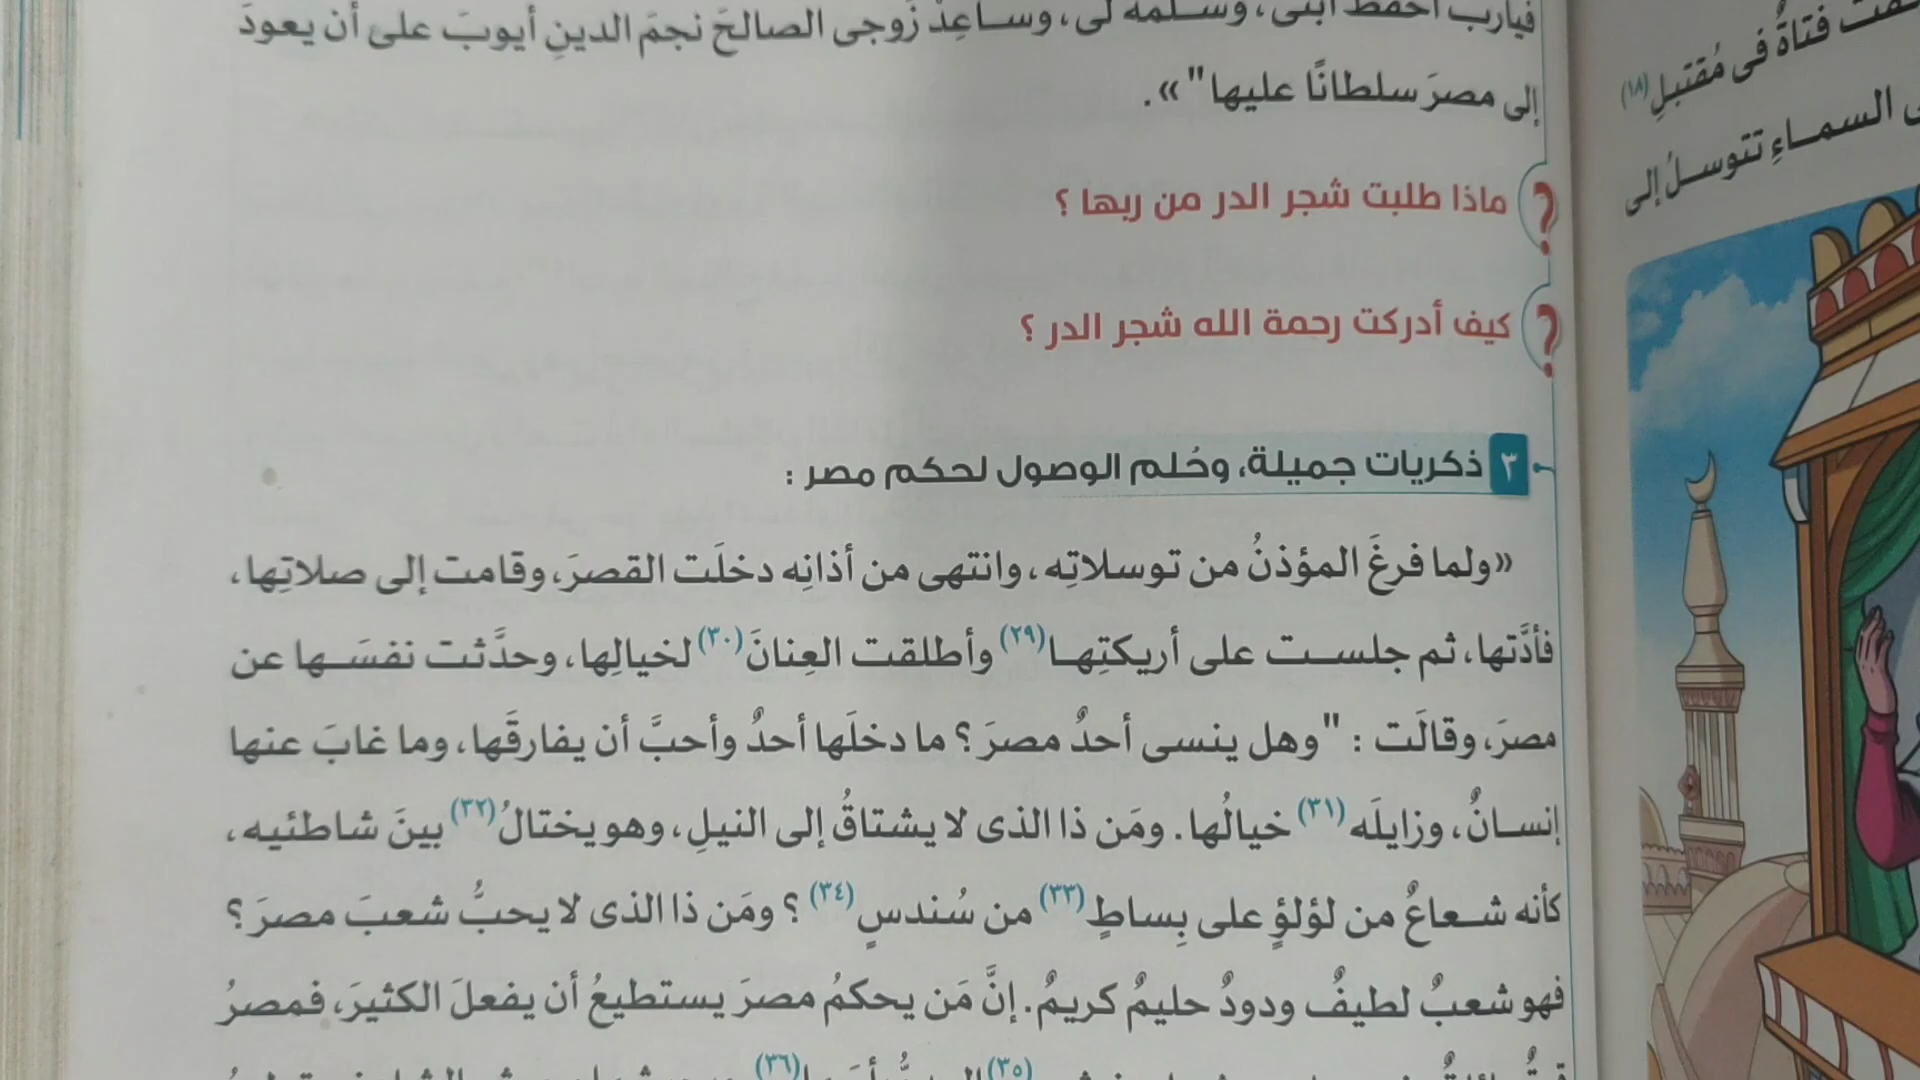 فيارب احفظ ابنى، وسلمه لى، وساعِدْ زوجى الصالحَ نجمَ الدينِ أيوبَ على أن يعودَ
إلى مصرَ سلطانًا عليها"».
ماذا طلبت شجر الدر من ربها ؟
كيف أدركت رحمة الله شجر الدر ؟
٣ ذكريات جميلة، وحُلم الوصول لحكم مصر :
«ولما فرغَ المؤذنُ من توسلاتِه، وانتهى من أذانِه دخلَت القصرَ، وقامت إلى صلاتِها،
فأدَّتها، ثم جلست على أريكتِها(٢٩) وأطلقت العِنانَ(٣٠) لخيالِها، وحدَّثت نفسَها عن
مصرَ، وقالَت : "وهل ينسى أحدٌ مصرَ ؟ ما دخلَها أحدٌ وأحبَّ أن يفارقَها، وما غابَ عنها
إنسانٌ، وزايلَه(٣١) خيالُها. ومَن ذا الذى لا يشتاقُ إلى النيلِ، وهو يختالُ(٣٢) بينَ شاطئيه،
كأنه شعاعٌ من لؤلؤٍ على بِساطٍ(٣٣) من سُندسٍ(٣٤) ؟ ومَن ذا الذى لا يحبُّ شعبَ مصرَ ؟
فهو شعبٌ لطيفٌ ودودٌ حليمٌ كريمٌ. إنَّ مَن يحكمُ مصرَ يستطيعُ أن يفعلَ الكثيرَ، فمصرُ
(٣٥) (٣٦)
فتاةٌ فى مُقتبلِ(١٨)
السماءِ تتوسلُ إلى